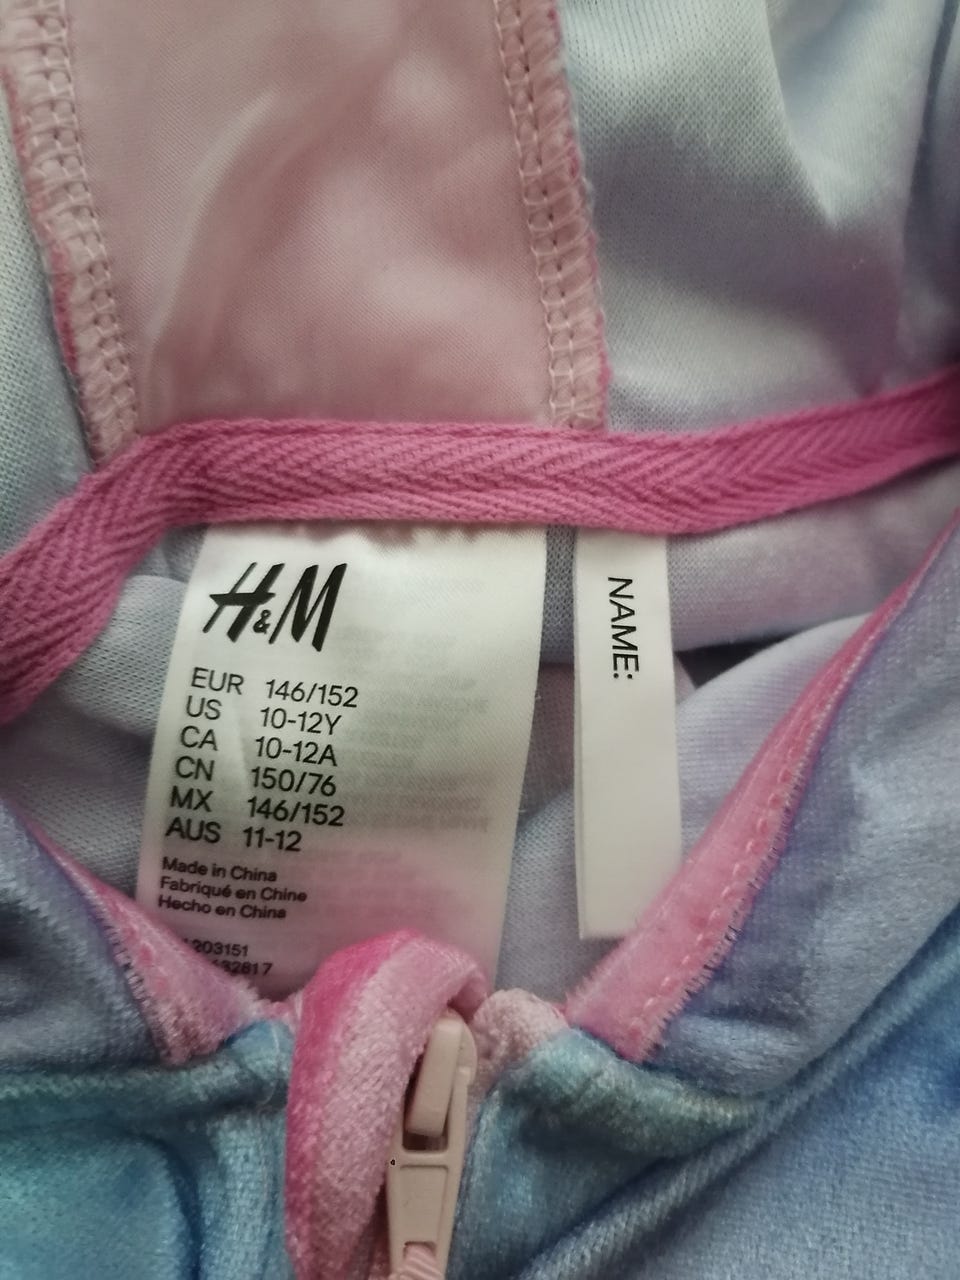 H&M
EUR 146/152
US 10-12Y
CA 10-12A
CN 150/76
MX 146/152
AUS 11-12
Made in China
Fabriqué en Chine
Hecho en China
NAME: